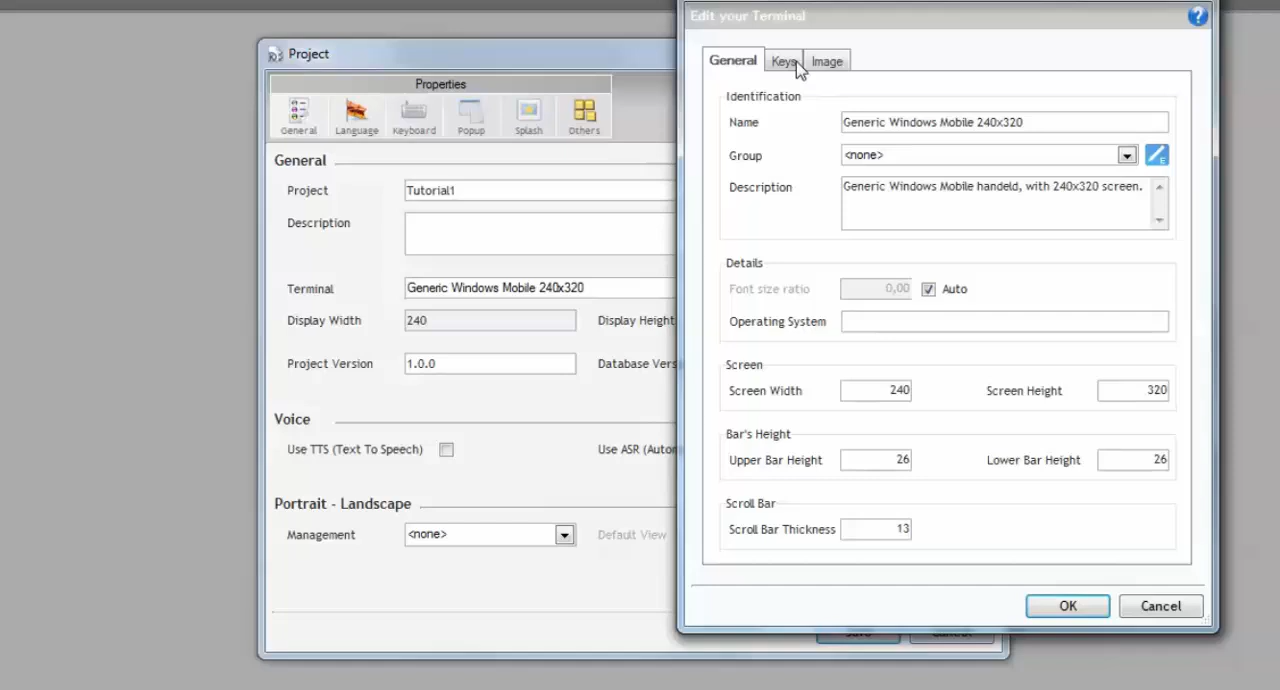 Edit your Terminal
?
Project
Properties
General Language Keyboard Popup Splash Others
General
Project Tutorial1
Description
Terminal Generic Windows Mobile 240x320
Display Width 240 Display Height
Project Version 1.0.0 Database Vers
Voice
Use TTS (Text To Speech) Use ASR (Auton
Portrait - Landscape
Management <none> Default View
General Keys Image
Identification
Name Generic Windows Mobile 240x320
Group <none>
Description Generic Windows Mobile handeld, with 240x320 screen.
Details
Font size ratio 0,00 Auto
Operating System
Screen
Screen Width 240 Screen Height 320
Bar's Height
Upper Bar Height 26 Lower Bar Height 26
Scroll Bar
Scroll Bar Thickness 13
OK Cancel